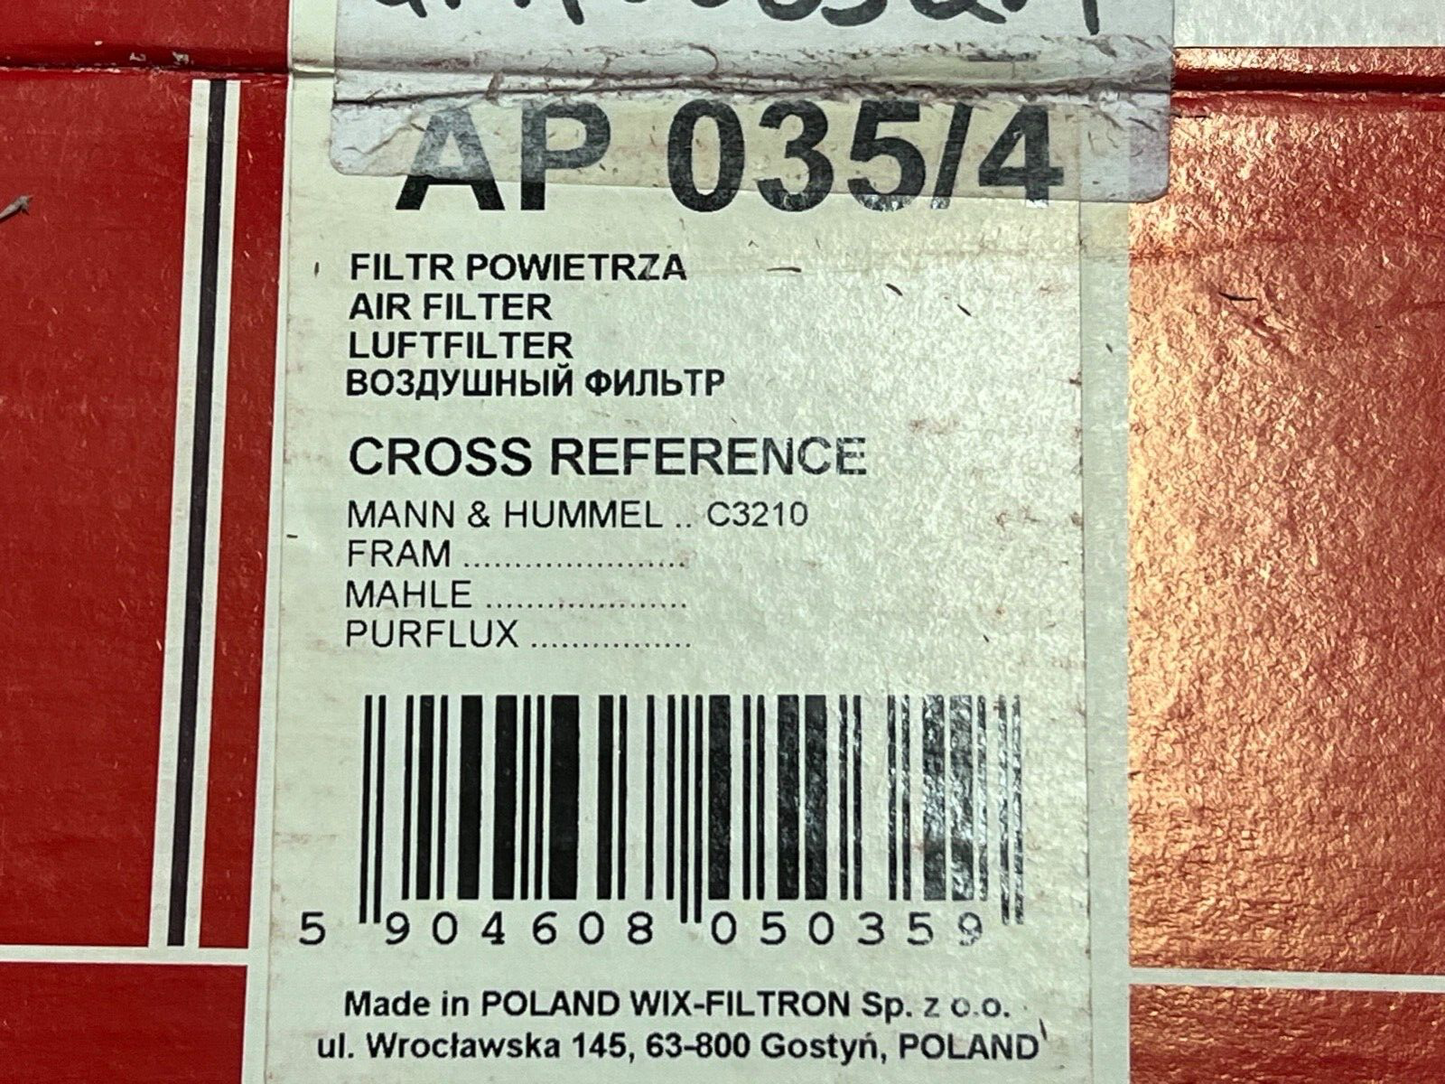 AP 035/4
FILTR POWIETRZA
AIR FILTER
LUFTFILTER
ВОЗДУШНЫЙ ФИЛЬТР
CROSS REFERENCE
MANN & HUMMEL .. C3210
FRAM ......................
MAHLE ....................
PURFLUX ................
5 904608 050359
Made in POLAND WIX-FILTRON Sp. z o.o.
ul. Wrocławska 145, 63-800 Gostyń, POLAND